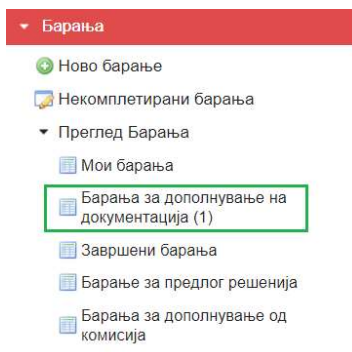 Барања
Ново барање
Некомплетирани барања
Преглед Барања
Мои барања
Барања за дополнување на
документација (1)
Завршени барања
Барање за предлог решенија
Барања за дополнување од
комисија